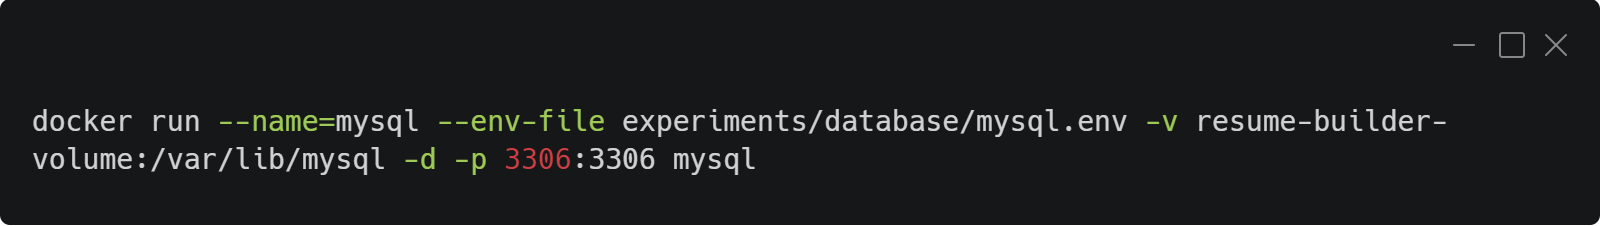 docker run --name=mysql --env-file experiments/database/mysql.env -v resume-builder-
volume:/var/lib/mysql -d -p 3306:3306 mysql